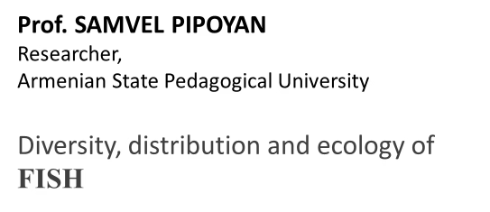 Prof. SAMVEL PIPOYAN
Researcher,
Armenian State Pedagogical University
Diversity, distribution and ecology of
FISH